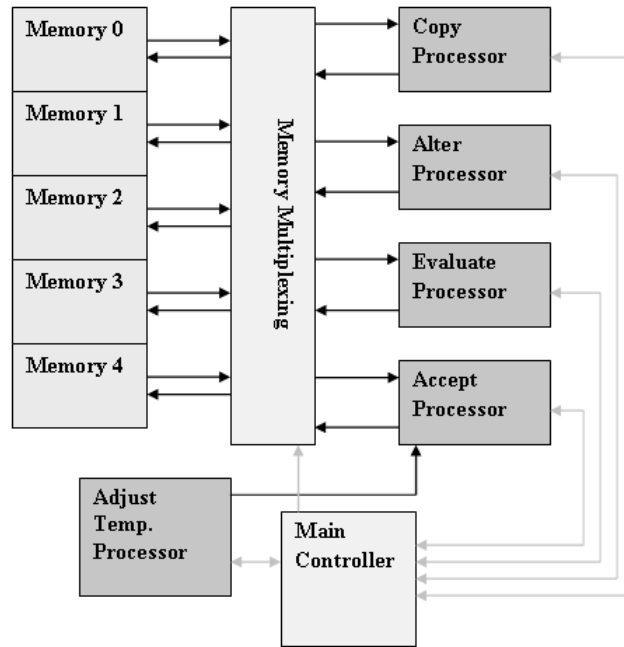 Memory 0
Memory 1
Memory 2
Memory 3
Memory 4
Memory Multiplexing
Copy
Processor
Alter
Processor
Evaluate
Processor
Accept
Processor
Adjust
Temp.
Processor
Main
Controller